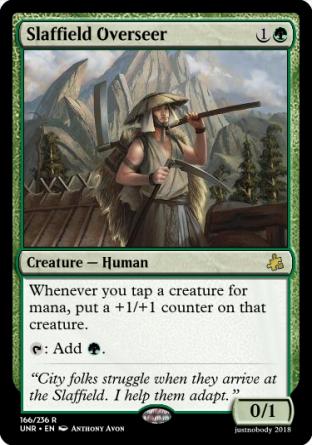 Slaffield Overseer 1
Creature — Human
Whenever you tap a creature for
mana, put a +1/+1 counter on that
creature.
: Add .
“City folks struggle when they arrive at
the Slaffield. I help them adapt.”
0/1
166/236 R
UNR • EN Anthony Avon
justnobody 2018